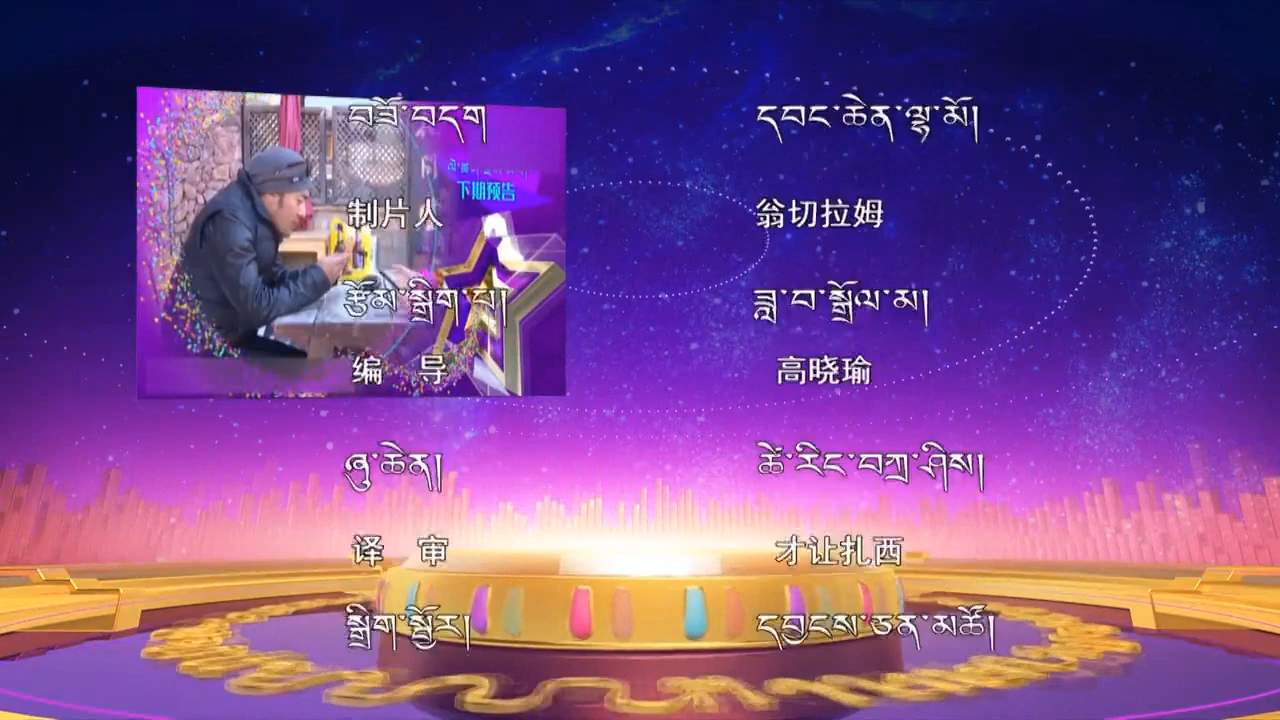 བཟོ་བདག དབང་ཆེན་ལྷ་མོ།
下期预告
制片人 翁切拉姆
རྩོམ་སྒྲིག་པ། ཟླ་བ་སྒྲོལ་མ།
编 导 高晓瑜
ཞུ་ཆེན། ཚེ་རིང་བཀྲ་ཤིས།
译 审 才让扎西
སྒྲིག་སྦྱོར། དབྱངས་ཅན་མཚོ།